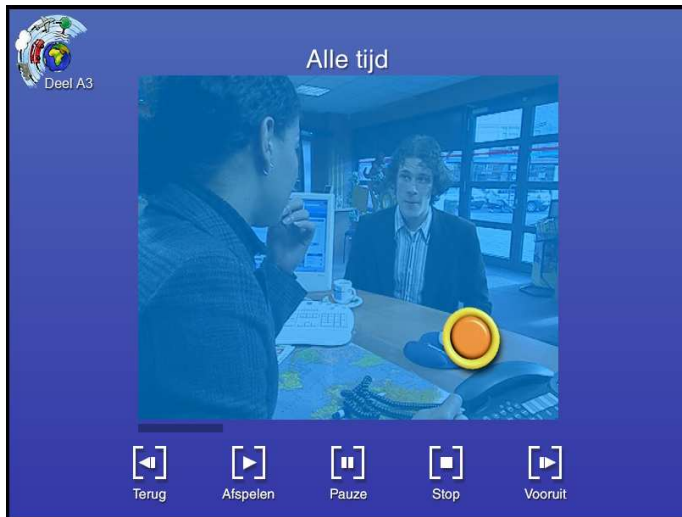 Alle tijd
Deel A3
Terug
Afspelen
Pauze
Stop
Vooruit